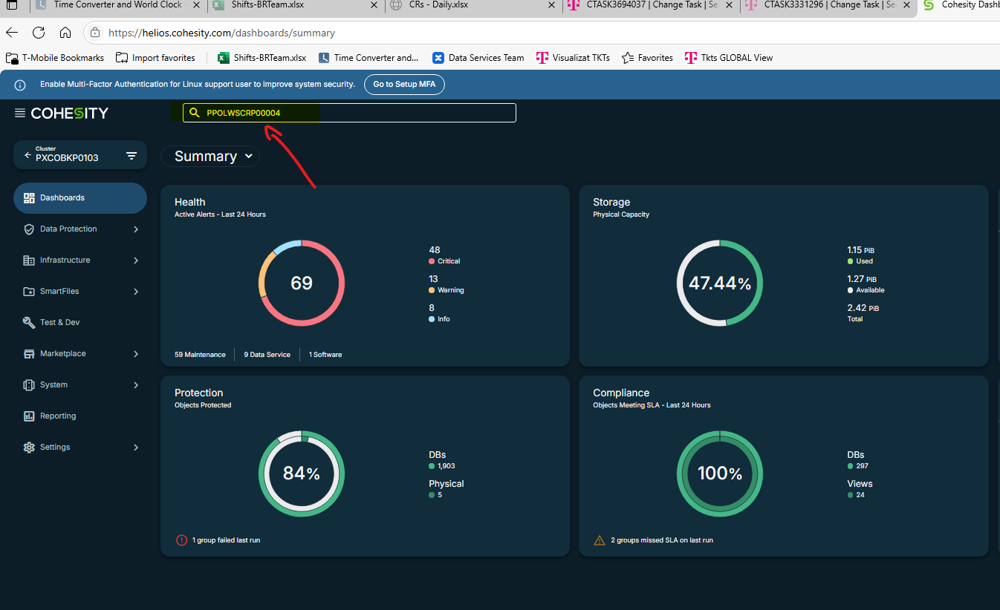 Time Converter and World Clock
Shifts-BRTeam.xlsx
CRs - Daily.xlsx
CTASK3694037 | Change Task | Se
CTASK3331296 | Change Task | Se
Cohesity Dashb
https://helios.cohesity.com/dashboards/summary
T-Mobile Bookmarks
Import favorites
Shifts-BRTeam.xlsx
Time Converter and...
Data Services Team
Visualizat TKTs
Favorites
Tkts GLOBAL View
Enable Multi-Factor Authentication for Linux support user to improve system security.
Go to Setup MFA
COHESITY
PPOLWSCRP00004
Cluster
PXCOBKP0103
Summary
Dashboards
Data Protection
Infrastructure
SmartFiles
Test & Dev
Marketplace
System
Reporting
Settings
Health
Active Alerts - Last 24 Hours
69
48
Critical
13
Warning
8
Info
59 Maintenance
9 Data Service
1 Software
Storage
Physical Capacity
47.44%
1.15 PiB
Used
1.27 PiB
Available
2.42 PiB
Total
Protection
Objects Protected
84%
DBs
1,903
Physical
5
1 group failed last run
Compliance
Objects Meeting SLA - Last 24 Hours
100%
DBs
297
Views
24
2 groups missed SLA on last run